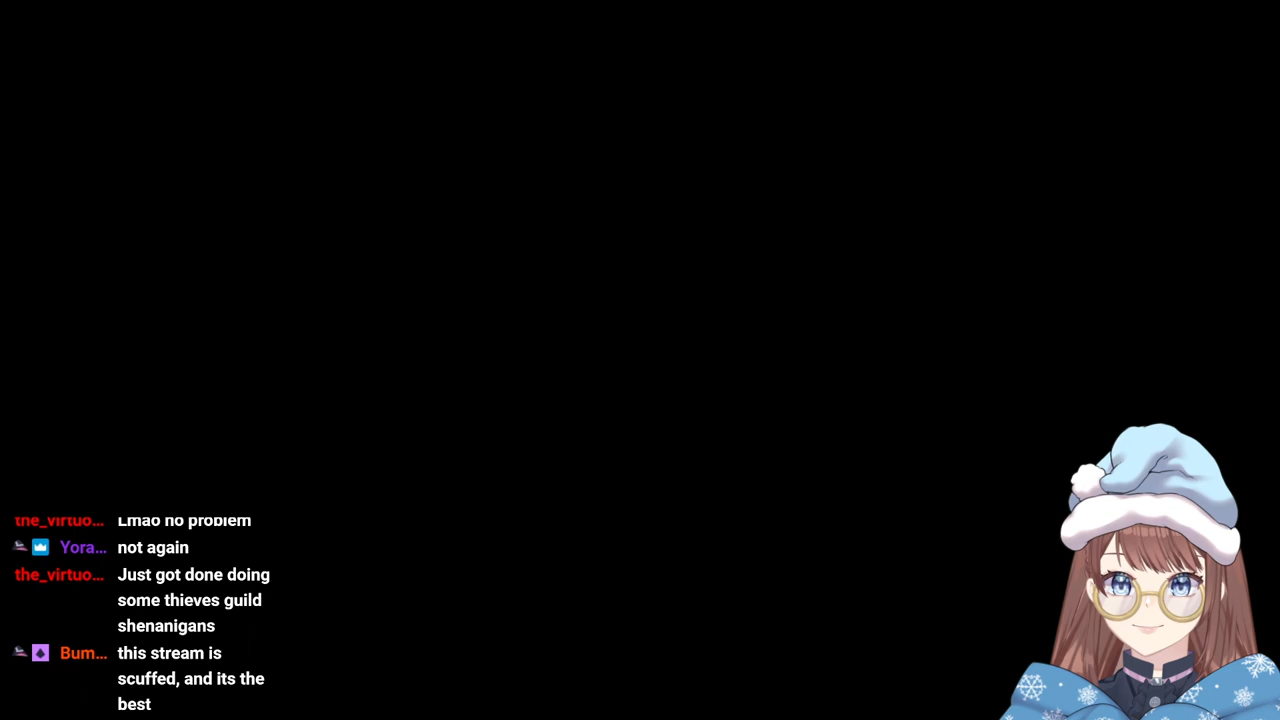 the_virtuo... Lmao no problem
Yora... not again
the_virtuo... Just got done doing
some thieves guild
shenanigans
Bum... this stream is
scuffed, and its the
best